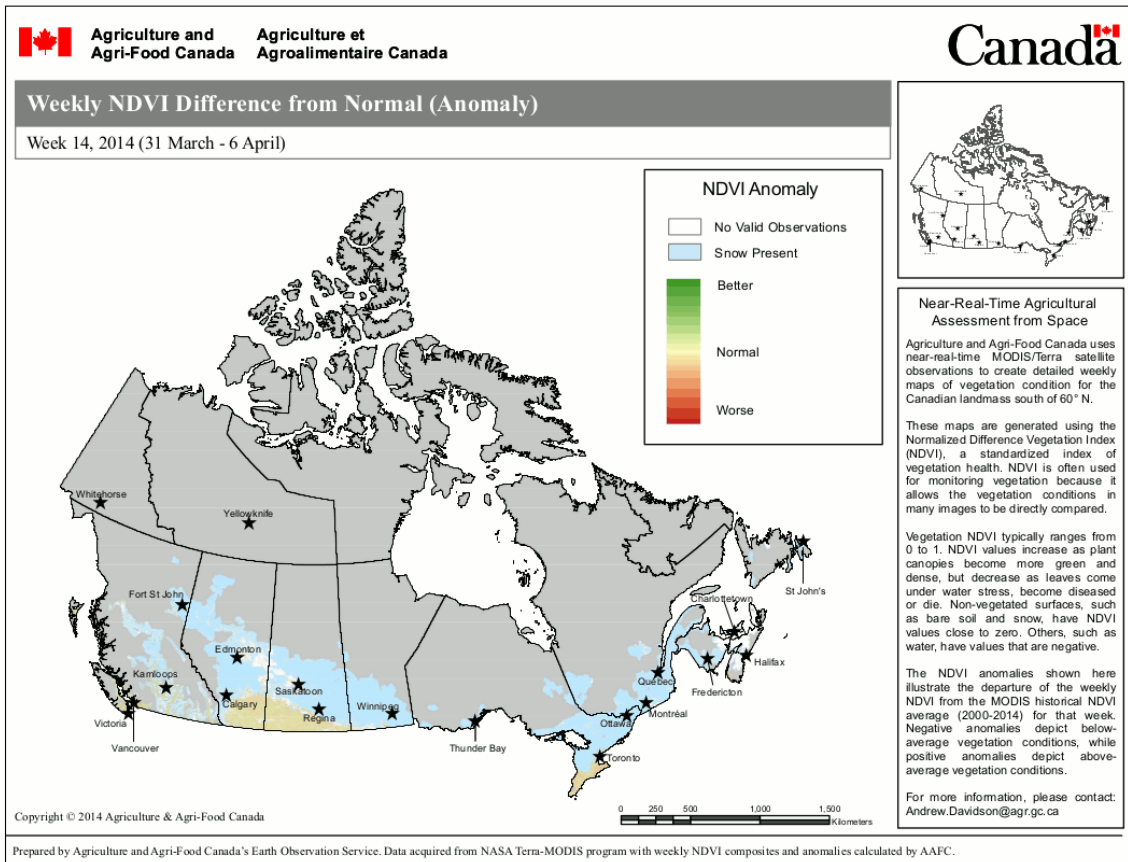 Agriculture and
Agri-Food Canada
Agriculture et
Agroalimentaire Canada
Canada
Weekly NDVI Difference from Normal (Anomaly)
Week 14, 2014 (31 March - 6 April)
NDVI Anomaly
No Valid Observations
Snow Present
Better
Normal
Worse
Whitehorse
Yellowknife
Fort St John
Edmonton
Kamloops
Calgary
Saskatoon
Regina
Winnipeg
Victoria
Vancouver
Thunder Bay
Ottawa
Toronto
Montréal
Québec
Fredericton
Halifax
Charlottetown
St John's
0 250 500 1,000 1,500
Kilometers
Near-Real-Time Agricultural
Assessment from Space
Agriculture and Agri-Food Canada uses
near-real-time MODIS/Terra satellite
observations to create detailed weekly
maps of vegetation condition for the
Canadian landmass south of 60° N.
These maps are generated using the
Normalized Difference Vegetation Index
(NDVI), a standardized index of
vegetation health. NDVI is often used
for monitoring vegetation because it
allows the vegetation conditions in
many images to be directly compared.
Vegetation NDVI typically ranges from
0 to 1. NDVI values increase as plant
canopies become more green and
dense, but decrease as leaves come
under water stress, become diseased
or die. Non-vegetated surfaces, such
as bare soil and snow, have NDVI
values close to zero. Others, such as
water, have values that are negative.
The NDVI anomalies shown here
illustrate the departure of the weekly
NDVI from the MODIS historical NDVI
average (2000-2014) for that week.
Negative anomalies depict below-
average vegetation conditions, while
positive anomalies depict above-
average vegetation conditions.
For more information, please contact:
Andrew.Davidson@agr.gc.ca
Copyright © 2014 Agriculture & Agri-Food Canada
Prepared by Agriculture and Agri-Food Canada's Earth Observation Service. Data acquired from NASA Terra-MODIS program with weekly NDVI composites and anomalies calculated by AAFC.